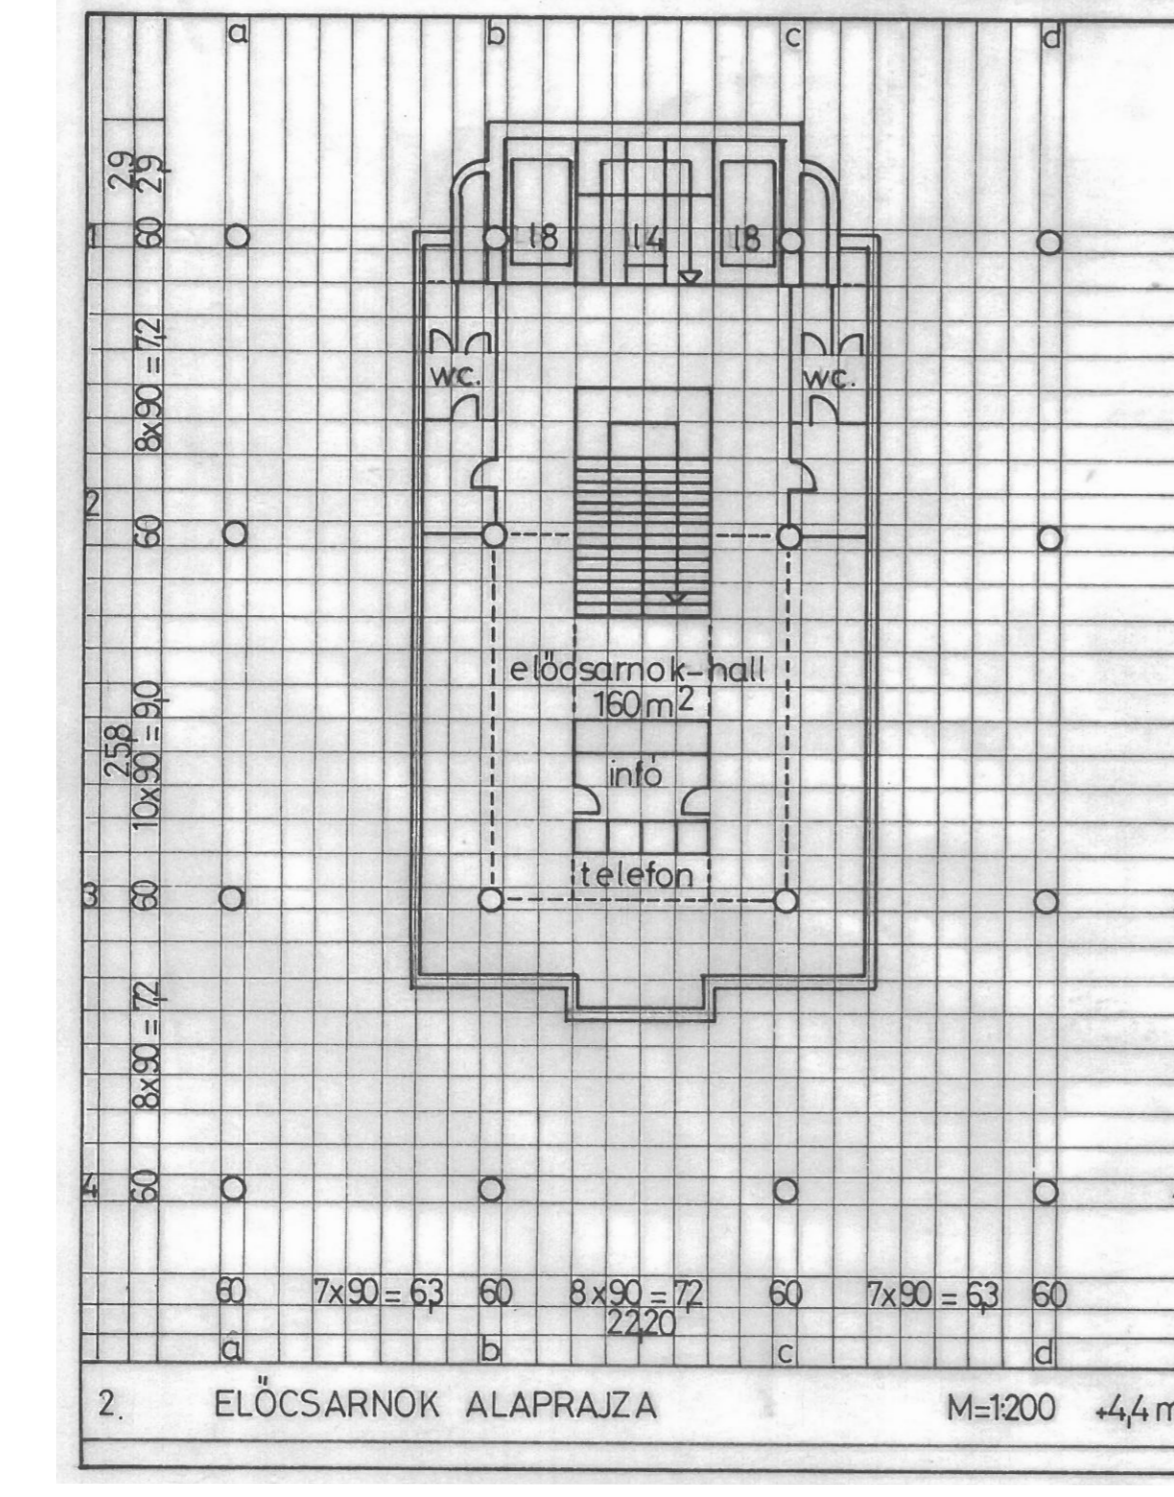 a b c d
2,9
2,9
1
60
18 14 18
8x90 = 7,2
wc. wc.
2
60
előcsarnok-hall
160m²
10x90 = 9,0
25,8
infó
telefon
3
60
8x90 = 7,2
4
60
60 7x90 = 6,3 60 8x90 = 7,2 60 7x90 = 6,3 60
22,20
a b c d
2. ELŐCSARNOK ALAPRAJZA M=1:200 +4,4 m